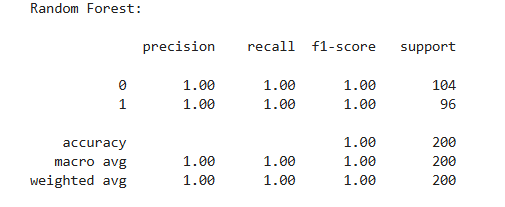 Random Forest:
precision recall f1-score support
0 1.00 1.00 1.00 104
1 1.00 1.00 1.00 96
accuracy 1.00 200
macro avg 1.00 1.00 1.00 200
weighted avg 1.00 1.00 1.00 200